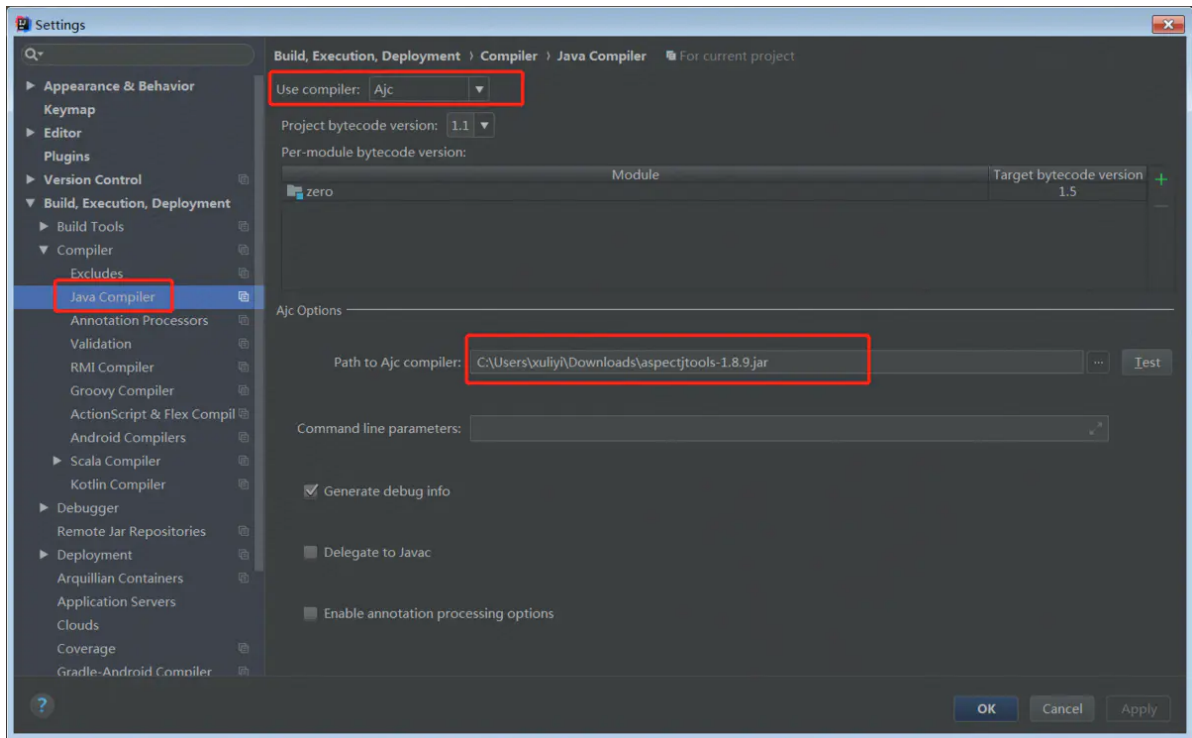 Settings
Build, Execution, Deployment › Compiler › Java Compiler For current project
Appearance & Behavior
Keymap
Editor
Plugins
Version Control
Build, Execution, Deployment
Build Tools
Compiler
Excludes
Java Compiler
Annotation Processors
Validation
RMI Compiler
Groovy Compiler
ActionScript & Flex Compil
Android Compilers
Scala Compiler
Kotlin Compiler
Debugger
Remote Jar Repositories
Deployment
Arquillian Containers
Application Servers
Clouds
Coverage
Gradle-Android Compiler
Use compiler: Ajc
Project bytecode version: 1.1
Per-module bytecode version:
Module Target bytecode version
zero 1.5
Ajc Options
Path to Ajc compiler: C:\Users\xuliyi\Downloads\aspectjtools-1.8.9.jar ... Test
Command line parameters:
Generate debug info
Delegate to Javac
Enable annotation processing options
? OK Cancel Apply